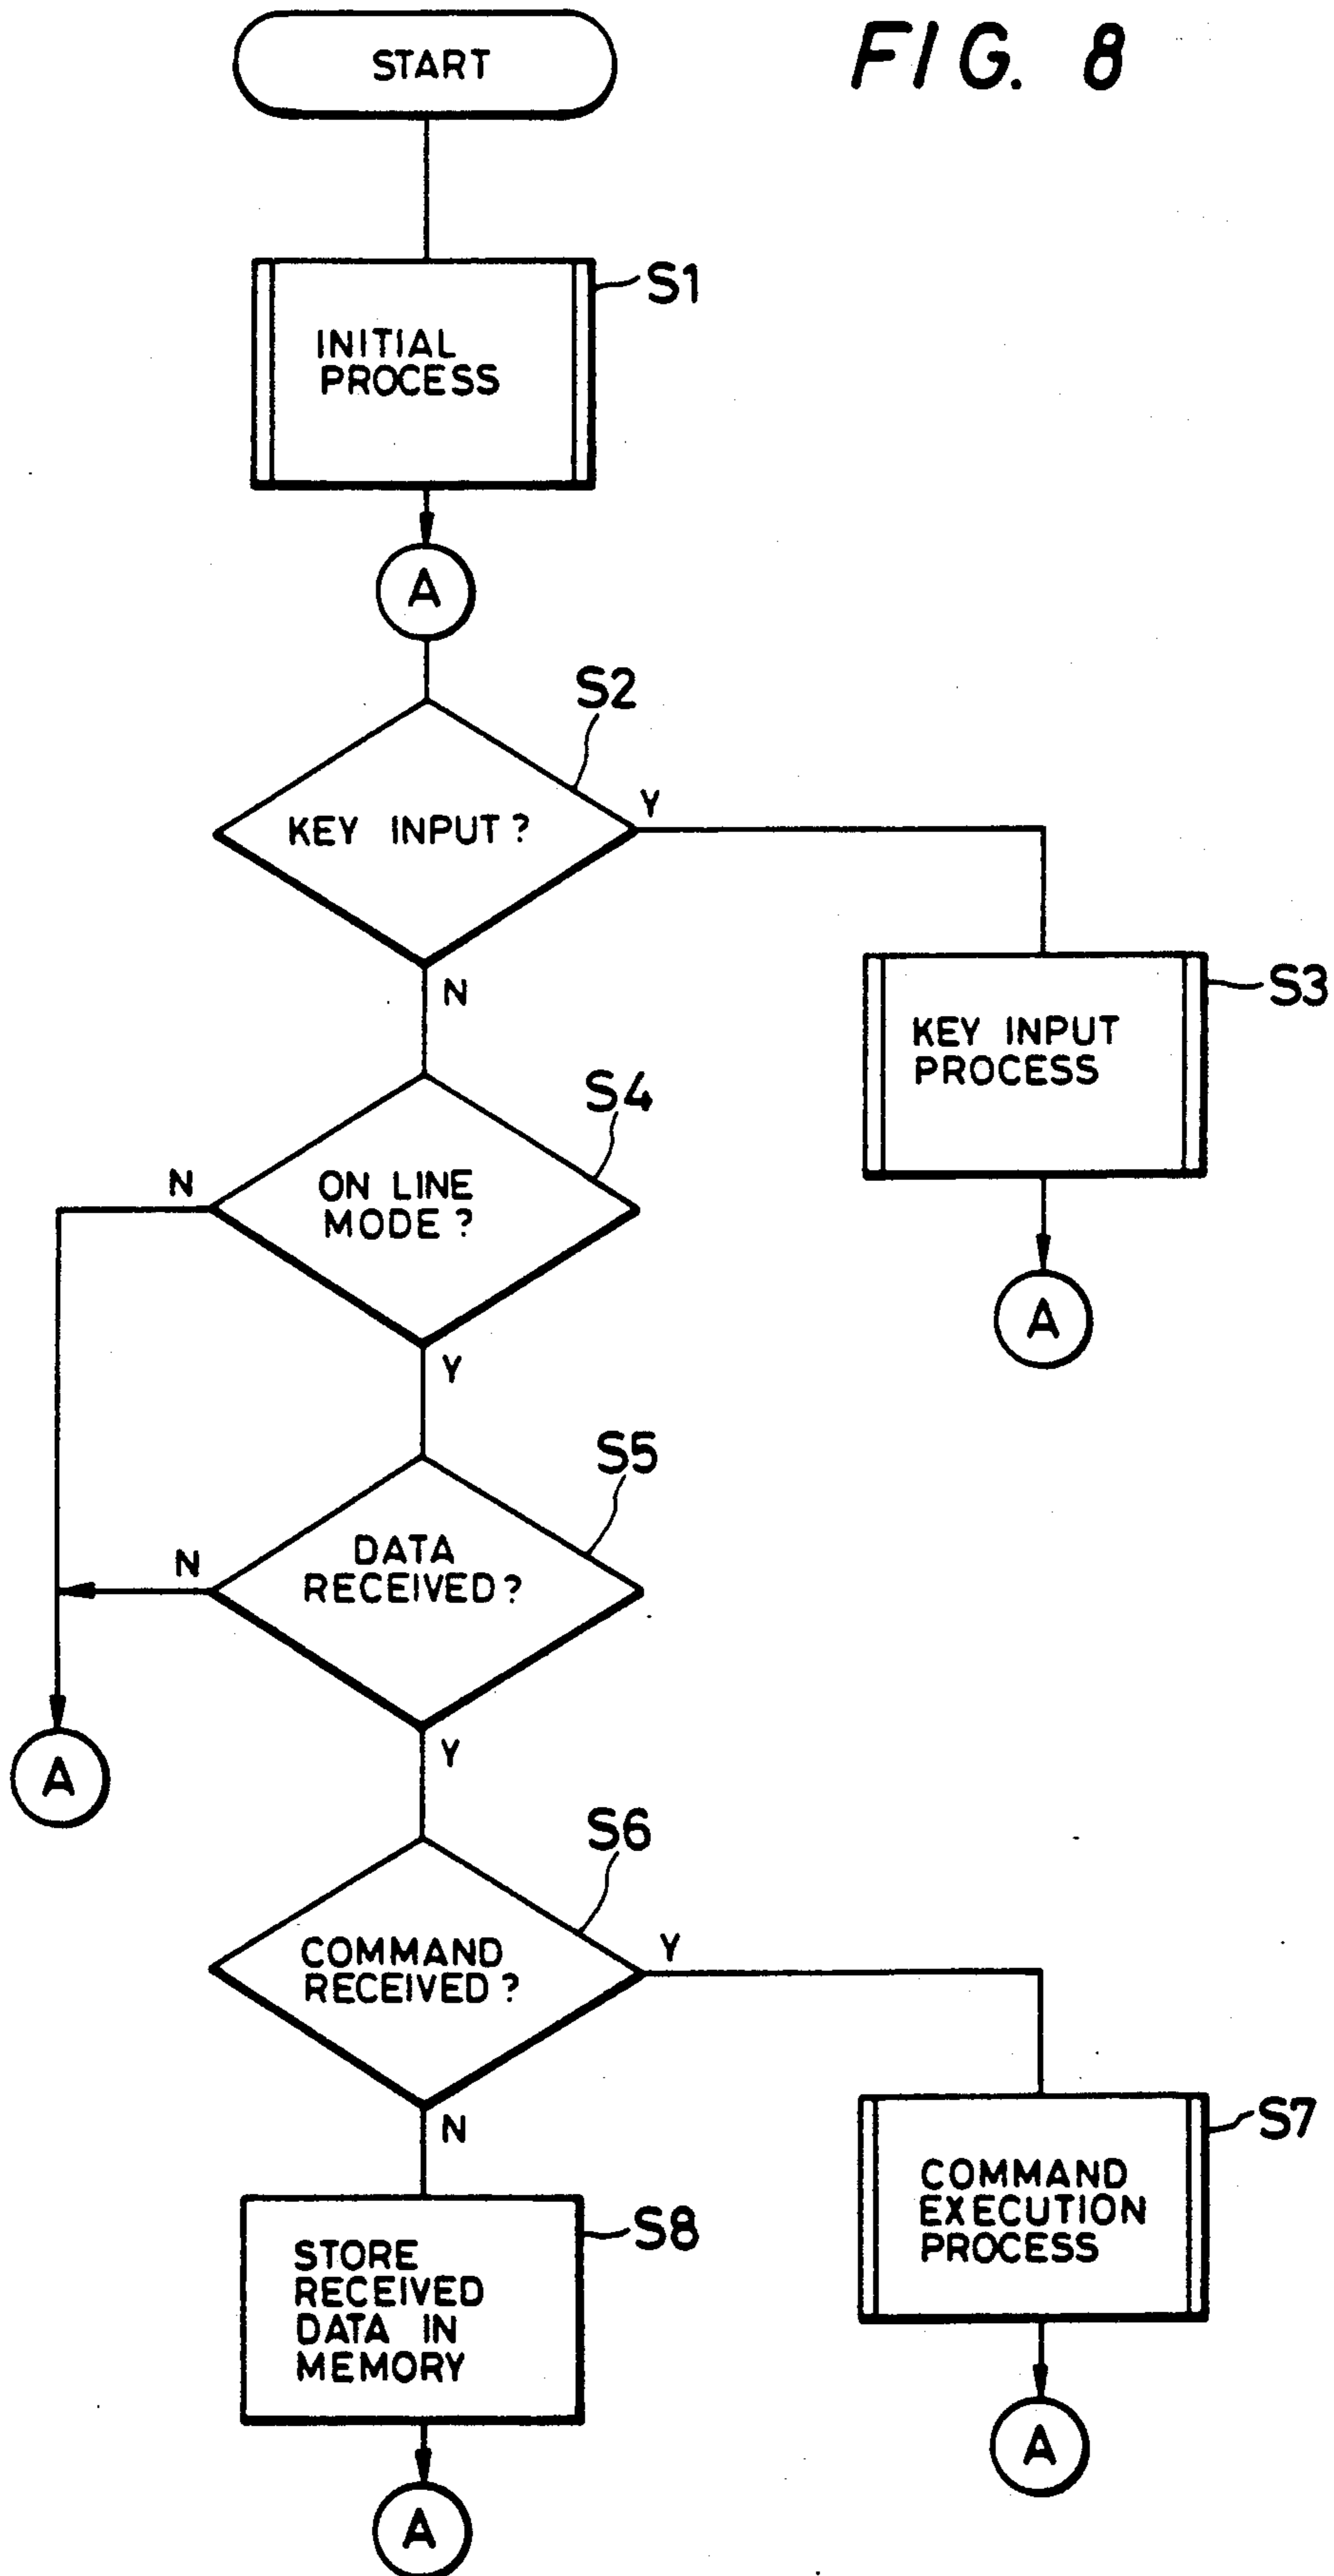 FIG. 8
START
S1
INITIAL
PROCESS
A
S2
KEY INPUT?
Y
N
S3
KEY INPUT
PROCESS
A
S4
ON LINE
MODE?
N
Y
S5
DATA
RECEIVED?
N
Y
A
S6
COMMAND
RECEIVED?
Y
N
S7
COMMAND
EXECUTION
PROCESS
A
S8
STORE
RECEIVED
DATA IN
MEMORY
A